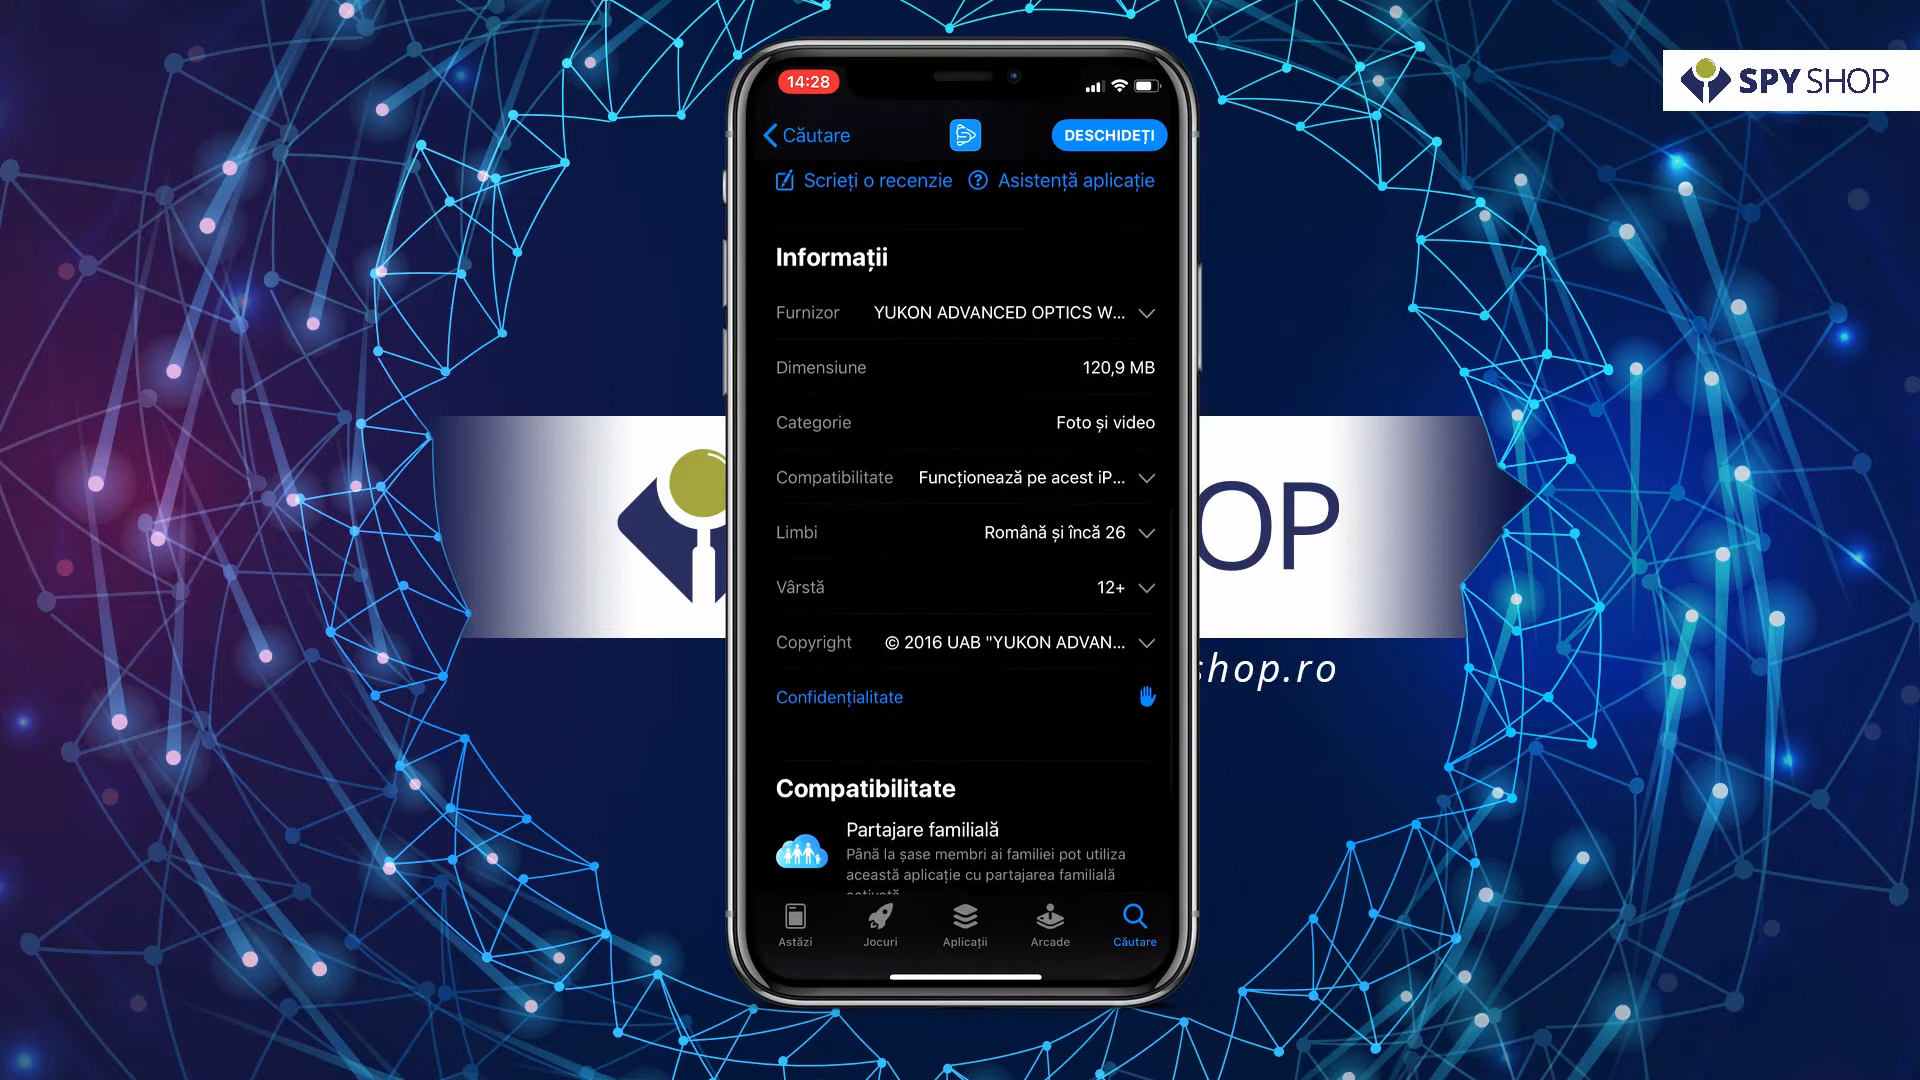 14:28
SPY SHOP
Căutare
DESCHIDEȚI
Scrieți o recenzie
Asistență aplicație
Informații
Furnizor YUKON ADVANCED OPTICS W...
Dimensiune 120,9 MB
Categorie Foto și video
Compatibilitate Funcționează pe acest iP...
Limbi Română și încă 26
Vârstă 12+
Copyright © 2016 UAB "YUKON ADVAN...
Confidențialitate
OP
shop.ro
Compatibilitate
Partajare familială
Până la șase membri ai familiei pot utiliza
această aplicație cu partajarea familială
Astăzi
Jocuri
Aplicații
Arcade
Căutare